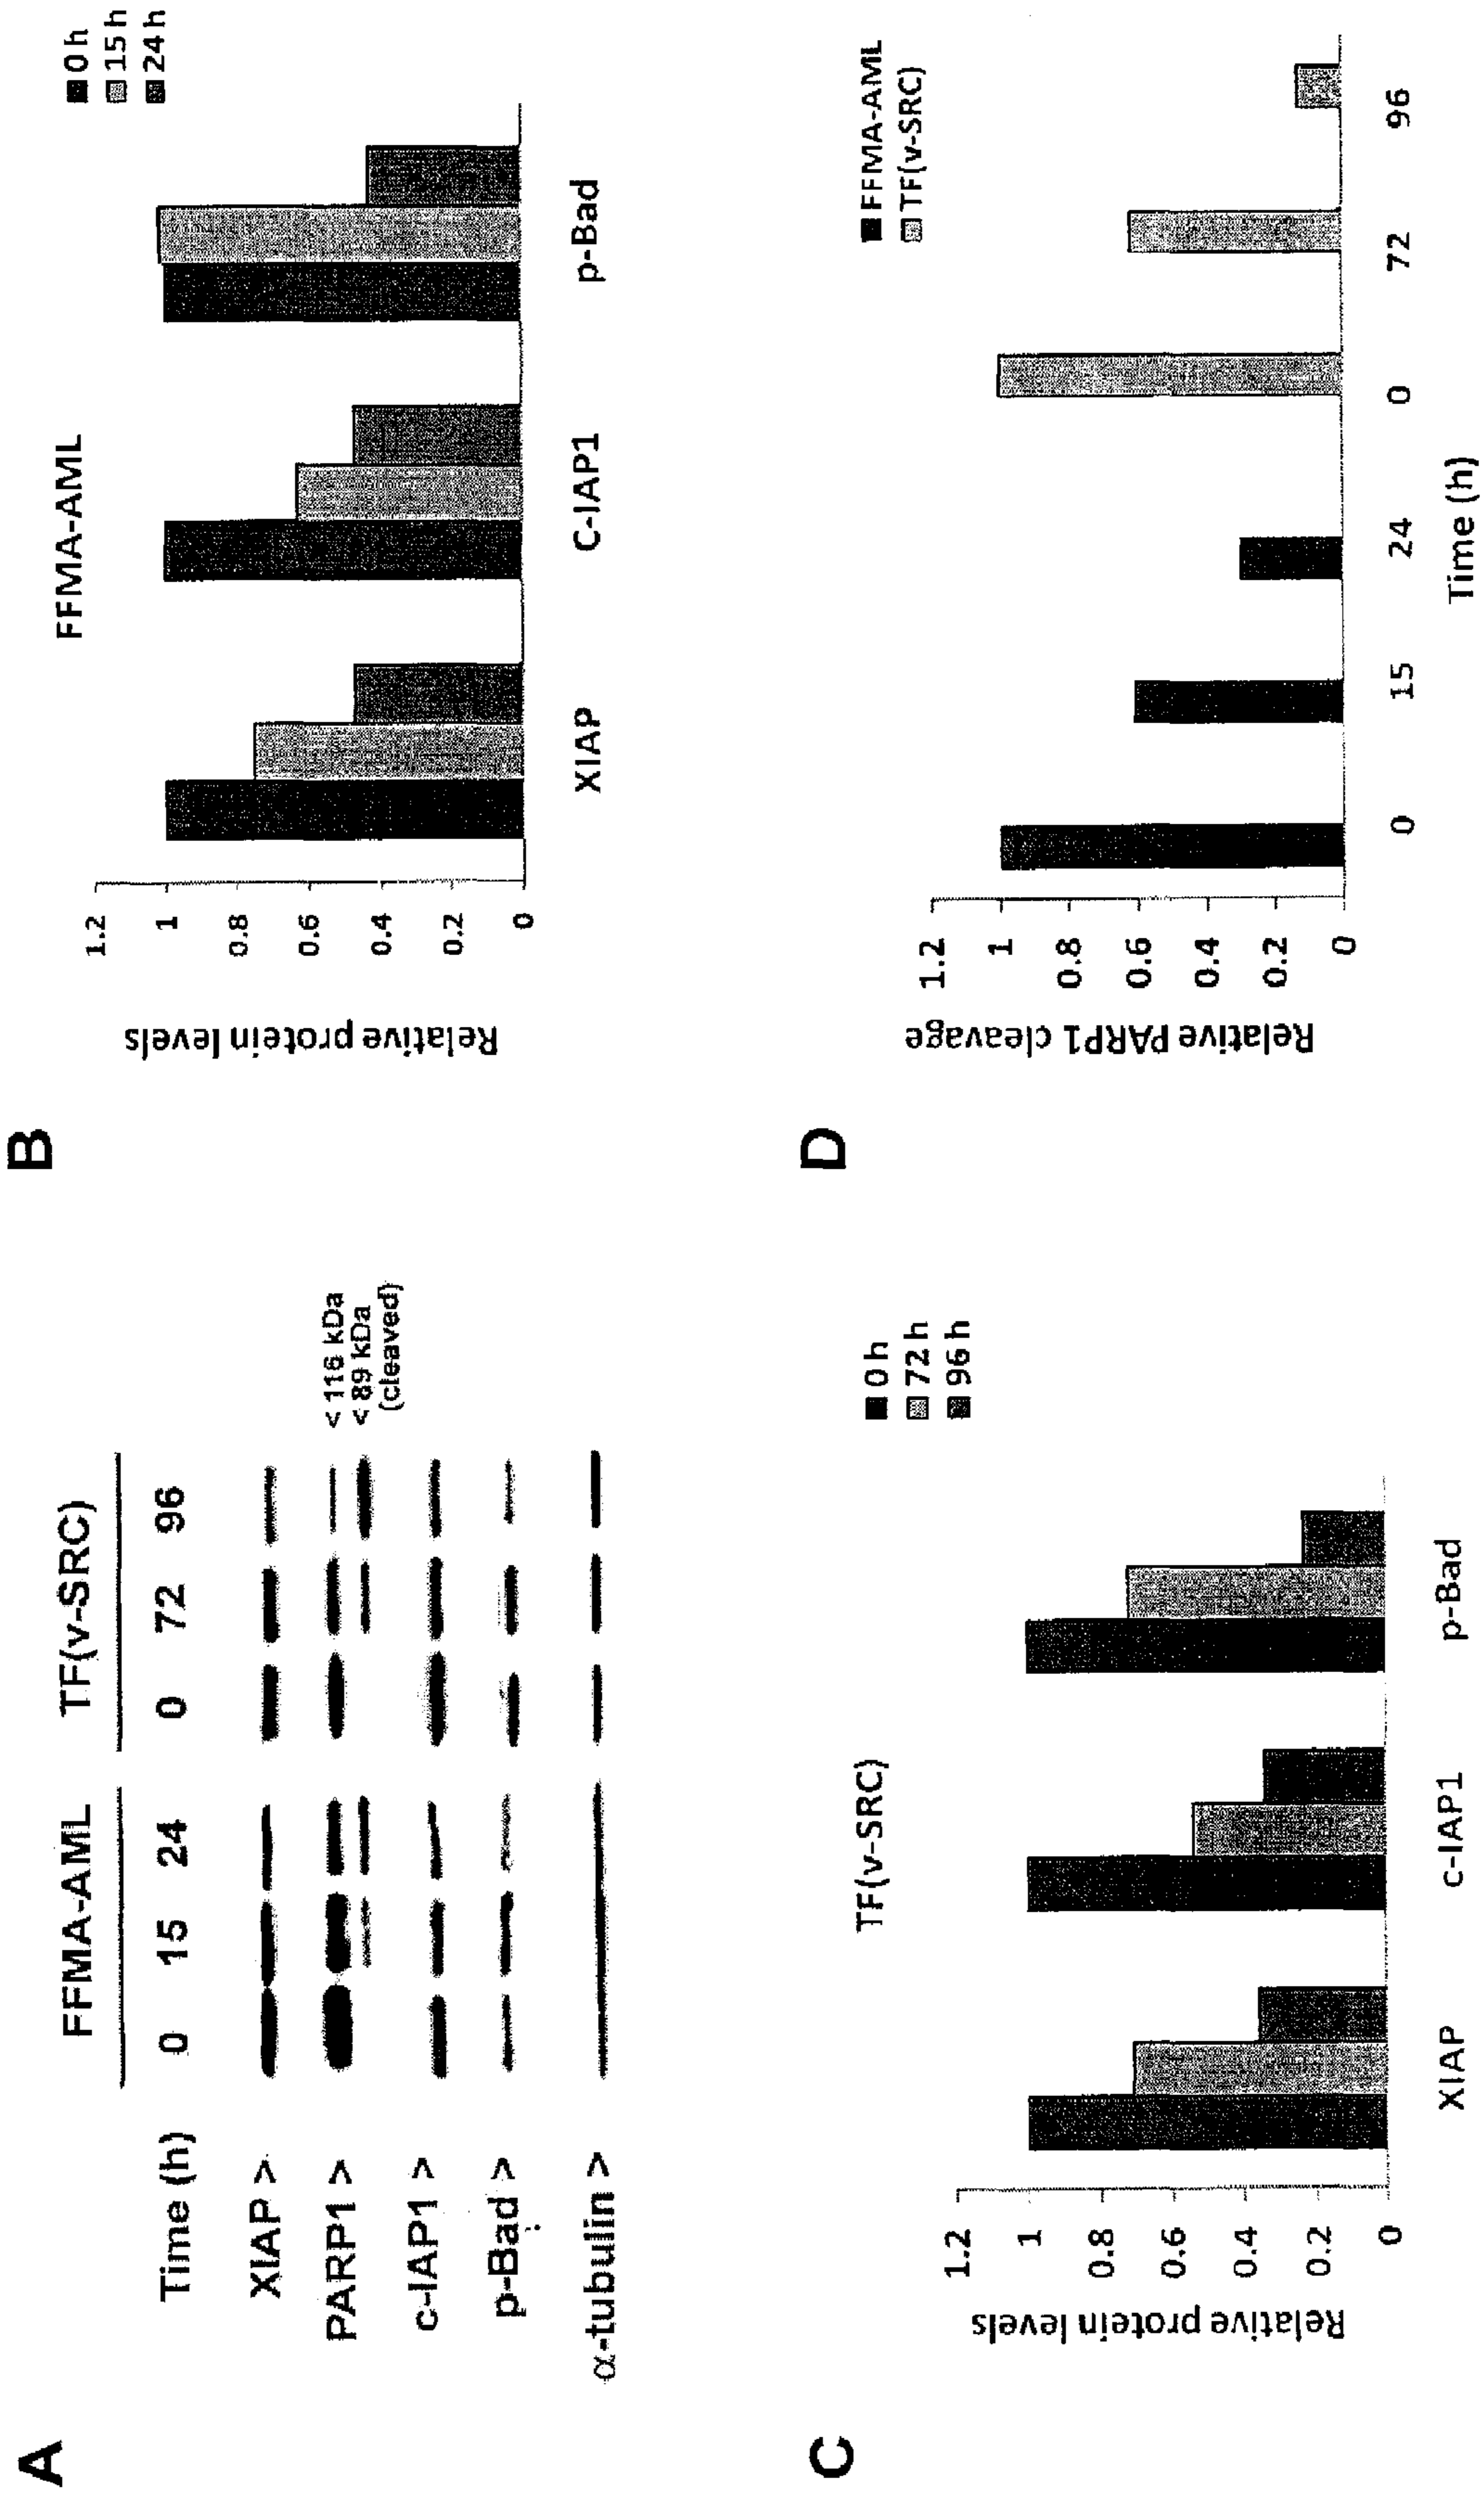 A
FFMA-AML TF(v-SRC)
Time (h) 0 15 24 0 72 96
XIAP >
PARP1 > < 116 kDa
< 89 kDa
(cleaved)
c-IAP1 >
p-Bad >
α-tubulin >
B
FFMA-AML
0 h
15 h
24 h
Relative protein levels
1.2
1
0.8
0.6
0.4
0.2
0
XIAP C-IAP1 p-Bad
C
TF(v-SRC)
0 h
72 h
96 h
Relative protein levels
1.2
1
0.8
0.6
0.4
0.2
0
XIAP c-IAP1 p-Bad
D
FFMA-AML
TF(v-SRC)
Relative PARP1 cleavage
1.2
1
0.8
0.6
0.4
0.2
0
0 15 24 0 72 96
Time (h)